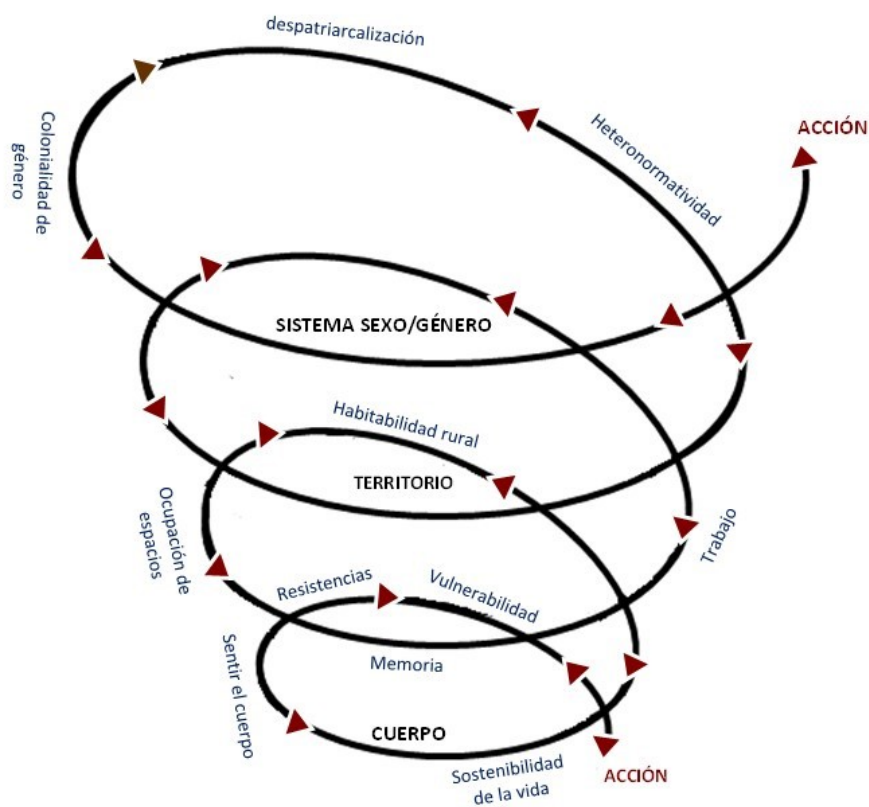 despatriarcalización
Colonialidad de
género
Heteronormatividad
ACCIÓN
SISTEMA SEXO/GÉNERO
Habitabilidad rural
TERRITORIO
Ocupación de
espacios
Trabajo
Resistencias
Vulnerabilidad
Sentir el cuerpo
Memoria
CUERPO
Sostenibilidad
de la vida
ACCIÓN